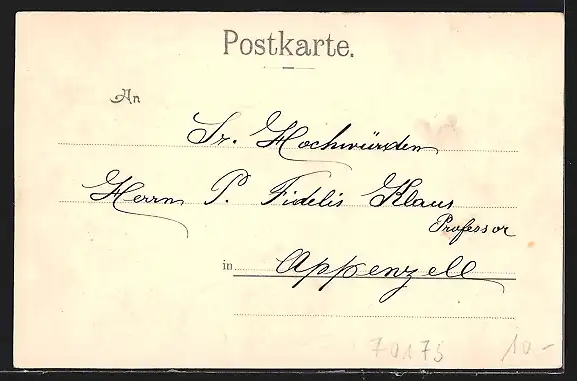 Postkarte.
An
Sr. Hochwürden
Herrn P. Fidelis Klaus
Professor
in Appenzell
70175 10.-